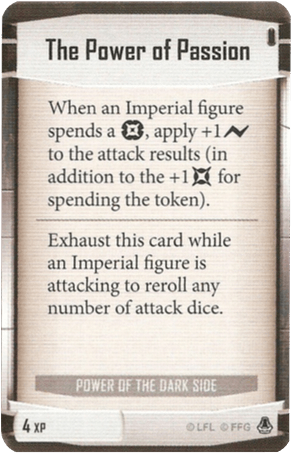 The Power of Passion
When an Imperial figure
spends a , apply +1
to the attack results (in
addition to the +1 for
spending the token).
Exhaust this card while
an Imperial figure is
attacking to reroll any
number of attack dice.
POWER OF THE DARK SIDE
4 XP
© LFL © FFG